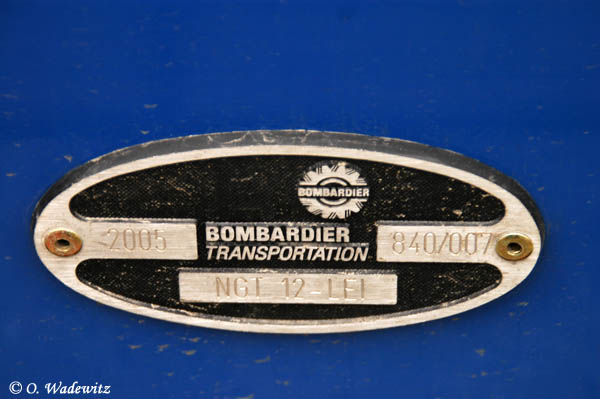 BOMBARDIER
2005
BOMBARDIER
TRANSPORTATION
840/007
NGT 12-LEI
© O. Wadewitz